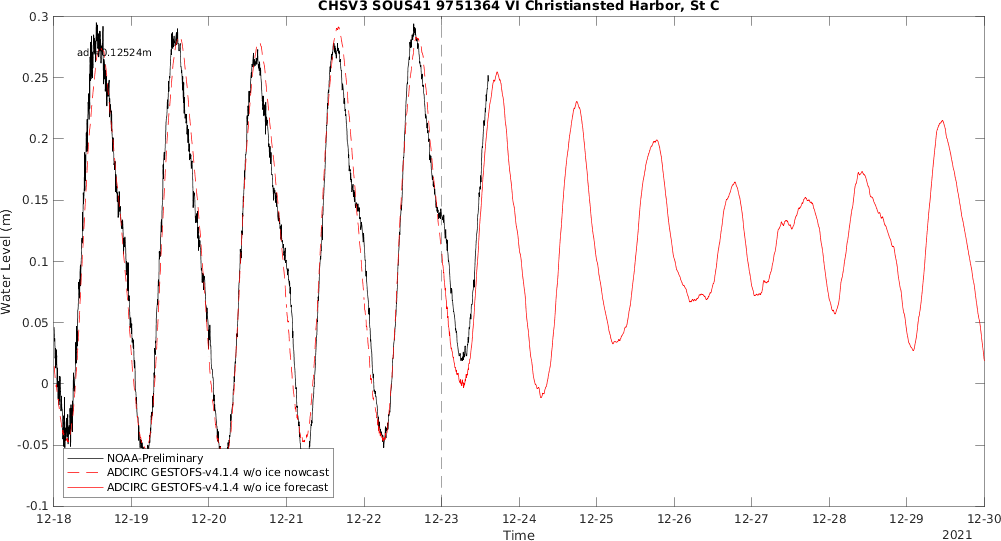 CHSV3 SOUS41 9751364 VI Christiansted Harbor, St C
0.3
0.25
0.2
0.15
0.1
0.05
0
-0.05
-0.1
Water Level (m)
0.12524m
NOAA-Preliminary
ADCIRC GESTOFS-v4.1.4 w/o ice nowcast
ADCIRC GESTOFS-v4.1.4 w/o ice forecast
12-18 12-19 12-20 12-21 12-22 12-23 12-24 12-25 12-26 12-27 12-28 12-29 12-30
Time
2021